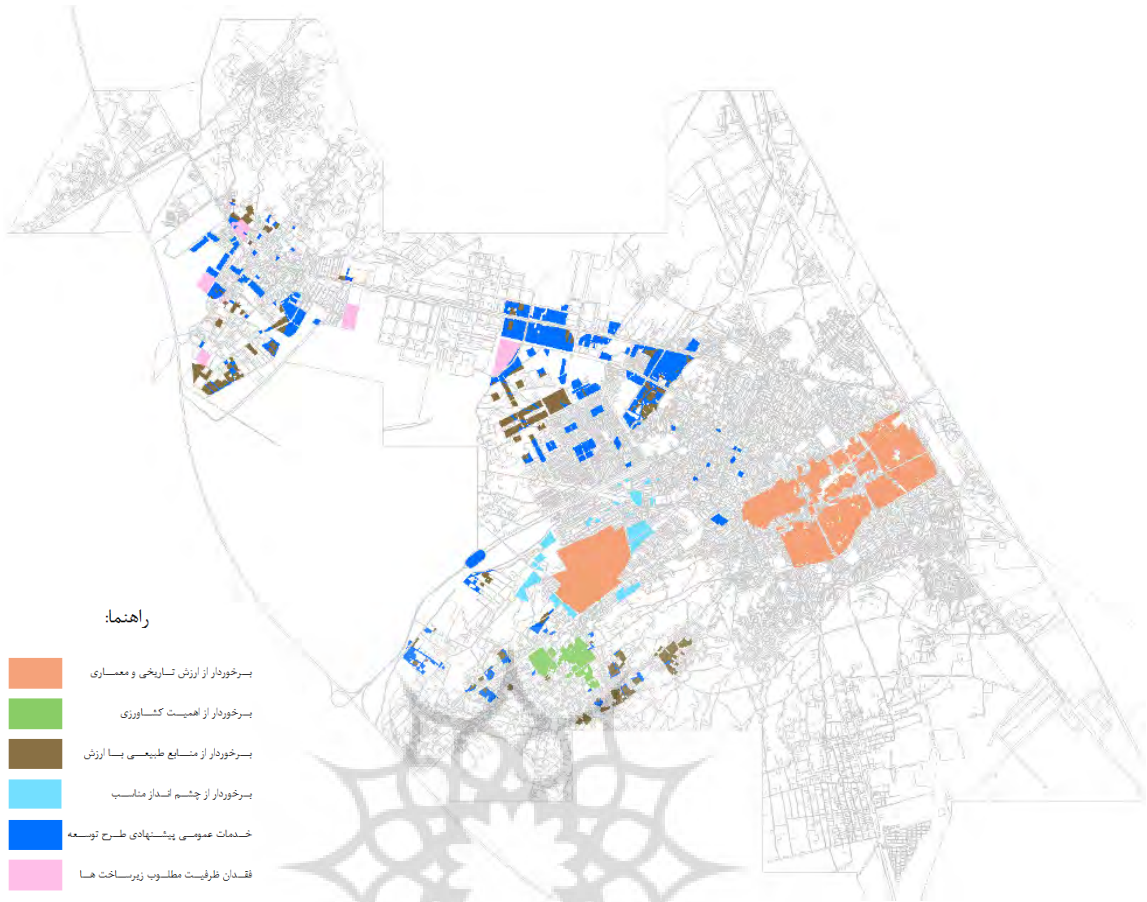 راهنما:
برخوردار از ارزش تاریخی و معماری
برخوردار از اهمیت کشاورزی
برخوردار از منابع طبیعی با ارزش
برخوردار از چشم انداز مناسب
خدمات عمومی پیشنهادی طرح توسعه
فقدان ظرفیت مطلوب زیرساخت ها